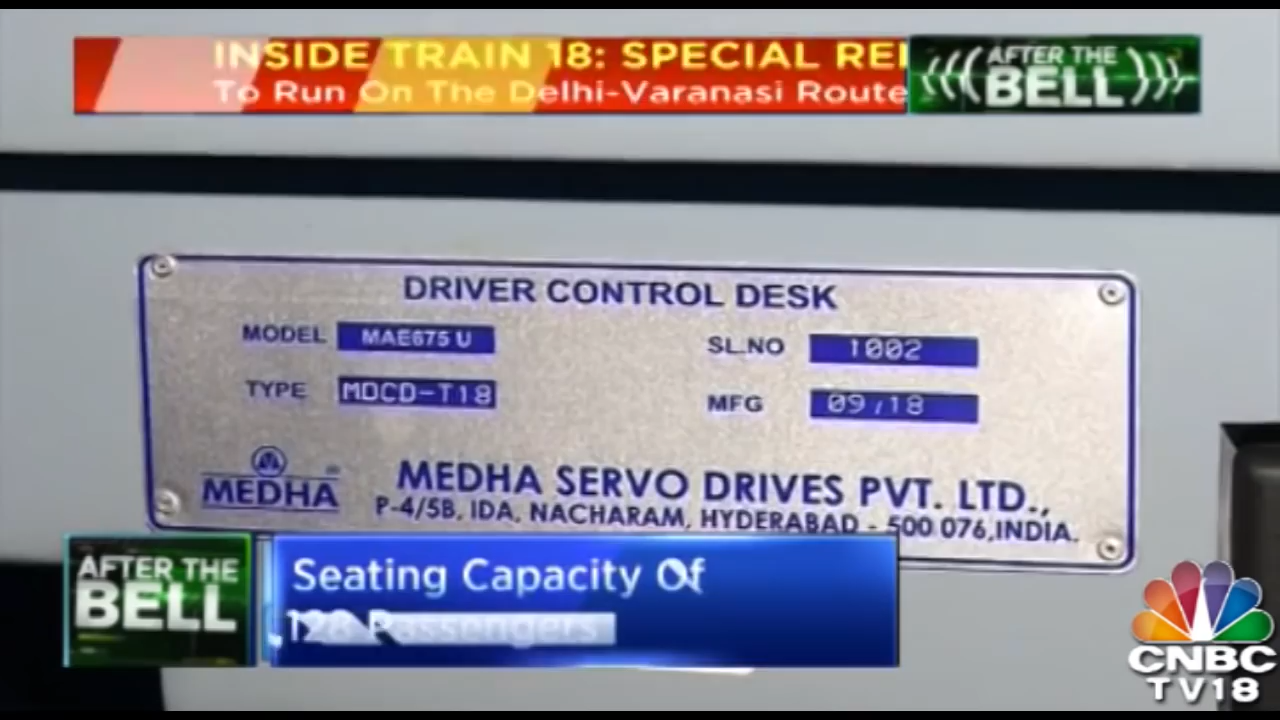 INSIDE TRAIN 18: SPECIAL
To Run On The Delhi-Varanasi Route
AFTER THE
BELL
DRIVER CONTROL DESK
MODEL MAE675 U
SL.NO 1002
TYPE MDCD-T18
MFG 09/18
MEDHA
MEDHA SERVO DRIVES PVT. LTD.,
P-4/5B, IDA, NACHARAM, HYDERABAD - 500 076,INDIA.
AFTER THE
BELL
Seating Capacity Of
Passengers
CNBC
TV18